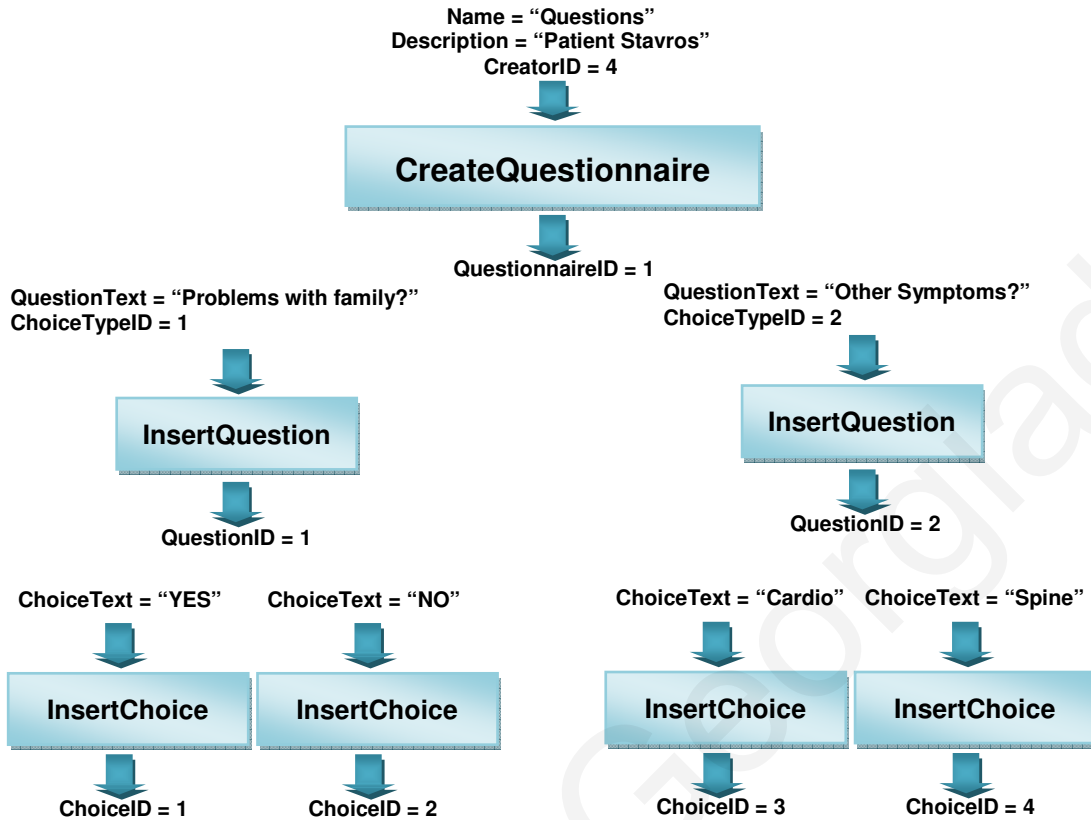 Name = “Questions”
Description = “Patient Stavros”
CreatorID = 4
CreateQuestionnaire
QuestionnaireID = 1
QuestionText = “Problems with family?”
ChoiceTypeID = 1
QuestionText = “Other Symptoms?”
ChoiceTypeID = 2
InsertQuestion
InsertQuestion
QuestionID = 1
QuestionID = 2
ChoiceText = “YES”
ChoiceText = “NO”
ChoiceText = “Cardio”
ChoiceText = “Spine”
InsertChoice
InsertChoice
InsertChoice
InsertChoice
ChoiceID = 1
ChoiceID = 2
ChoiceID = 3
ChoiceID = 4